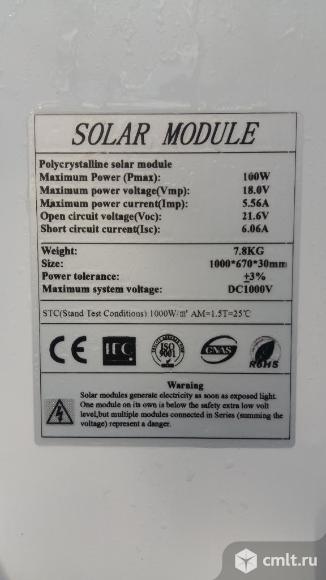 SOLAR MODULE
Polycrystalline solar module
Maximum Power (Pmax): 100W
Maximum power voltage(Vmp): 18.0V
Maximum power current(Imp): 5.56A
Open circuit voltage(Voc): 21.6V
Short circuit current(Isc): 6.06A
Weight: 7.8KG
Size: 1000*670*30mm
Power tolerance: ±3%
Maximum system voltage: DC1000V
STC(Stand Test Conditions) 1000W/㎡ AM=1.5T=25℃
CE IEC ISO 9001 CNAS RoHS
Warning
Solar modules generate electricity as soon as exposed light.
One module on its own is below the safety extra low volt
level,but multiple modules connected in Series (summing the
voltage) represent a danger.
cmlt.ru